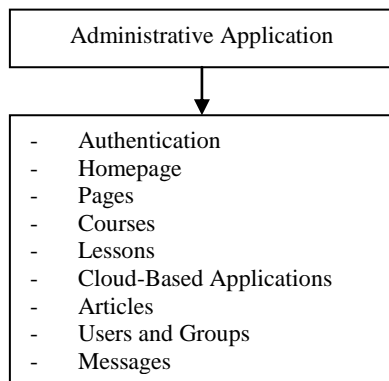 Administrative Application
- Authentication
- Homepage
- Pages
- Courses
- Lessons
- Cloud-Based Applications
- Articles
- Users and Groups
- Messages